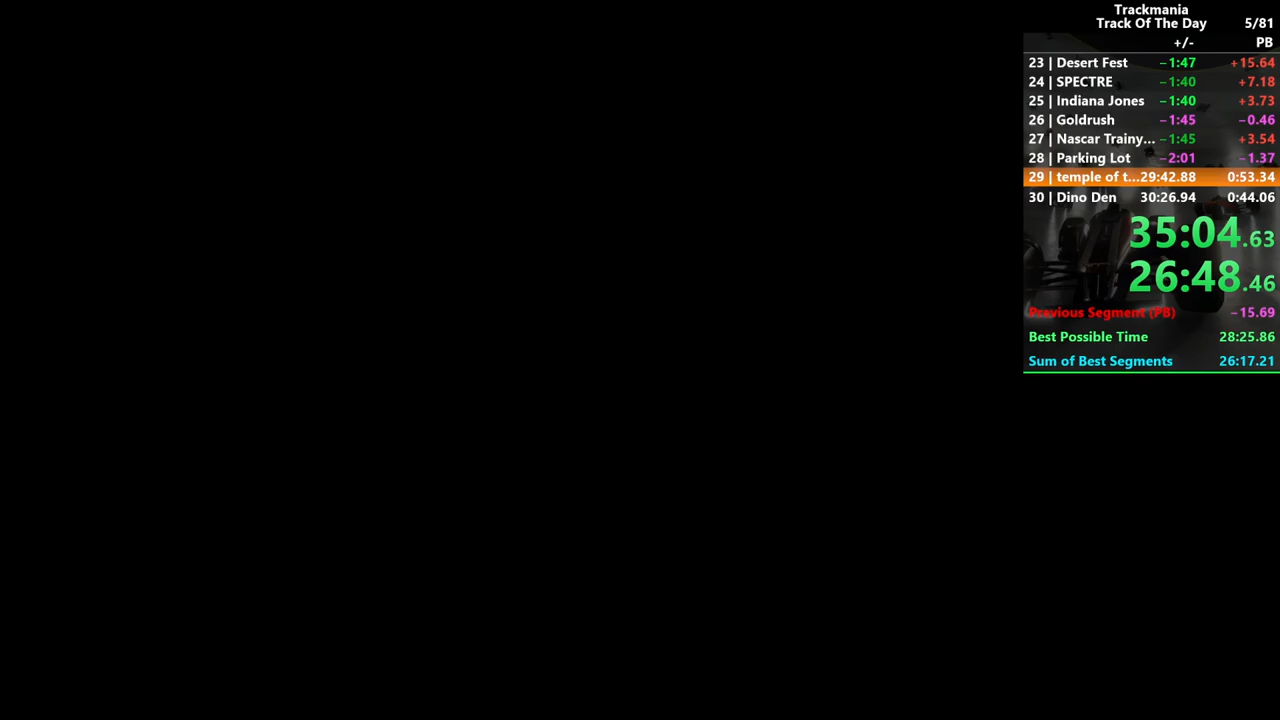 Trackmania
Track Of The Day 5/81
+/- PB
23 | Desert Fest −1:47 +15.64
24 | SPECTRE −1:40 +7.18
25 | Indiana Jones −1:40 +3.73
26 | Goldrush −1:45 −0.46
27 | Nascar Trainy... −1:45 +3.54
28 | Parking Lot −2:01 −1.37
29 | temple of t... 29:42.88 0:53.34
30 | Dino Den 30:26.94 0:44.06
35:04.63
26:48.46
Previous Segment (PB) −15.69
Best Possible Time 28:25.86
Sum of Best Segments 26:17.21